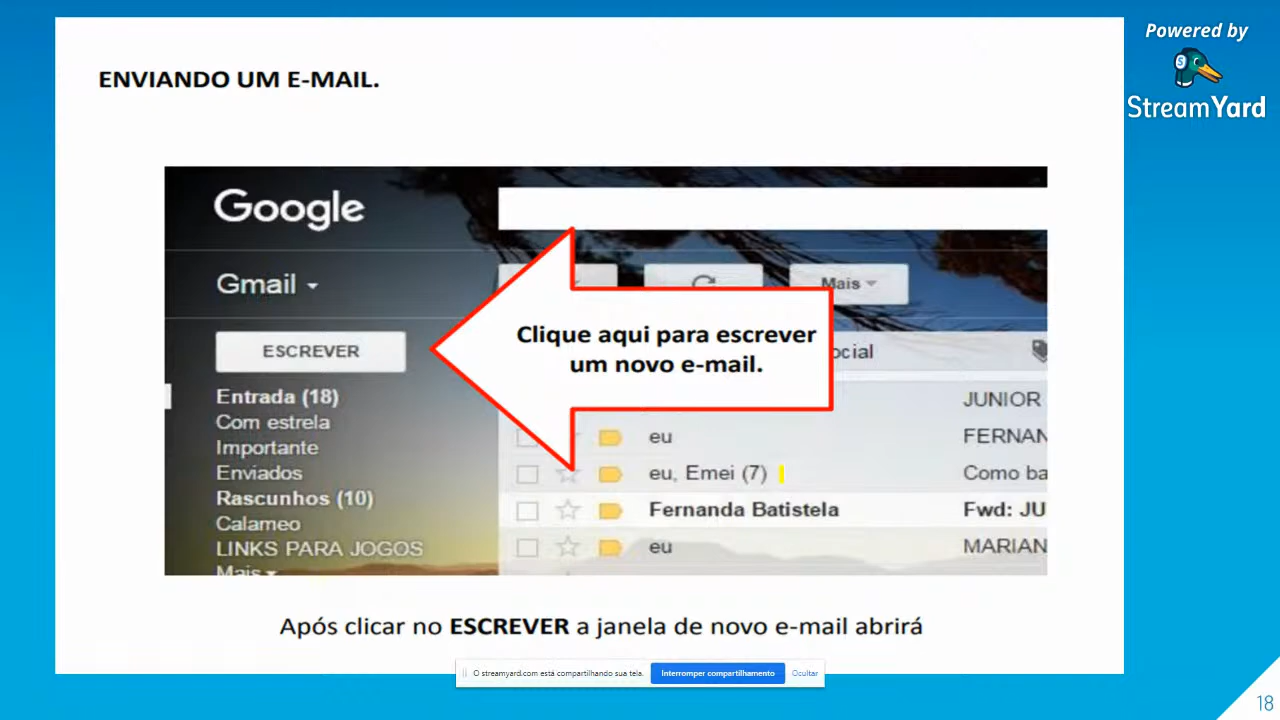 Powered by
StreamYard
ENVIANDO UM E-MAIL.
Google
Gmail
Mais
ESCREVER
Clique aqui para escrever
um novo e-mail.
ocial
Entrada (18)
JUNIOR
Com estrela
eu
FERNAN
Importante
Enviados
eu, Emei (7)
Como ba
Rascunhos (10)
Fernanda Batistela
Fwd: JU
Calameo
LINKS PARA JOGOS
eu
MARIAN
Mais
Após clicar no ESCREVER a janela de novo e-mail abrirá
O streamyard.com está compartilhando sua tela.
Interromper compartilhamento
Ocultar
18